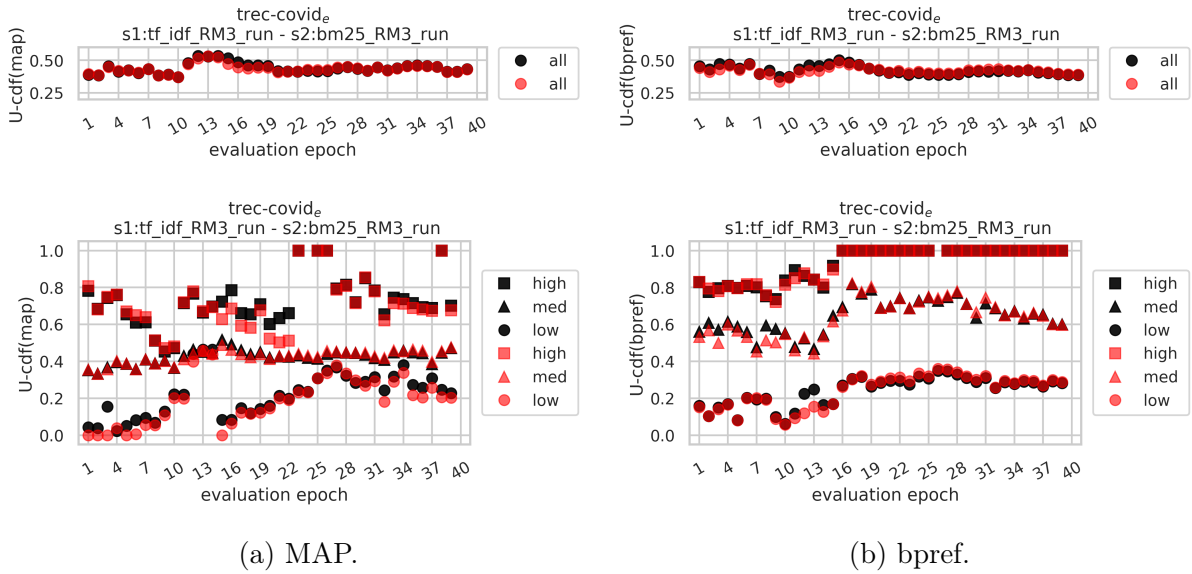 trec-covid_e
s1:tf_idf_RM3_run - s2:bm25_RM3_run
U-cdf(map)
0.50
0.25
1 4 7 10 13 16 19 22 25 28 31 34 37 40
evaluation epoch
all
all
trec-covid_e
s1:tf_idf_RM3_run - s2:bm25_RM3_run
U-cdf(bpref)
0.50
0.25
1 4 7 10 13 16 19 22 25 28 31 34 37 40
evaluation epoch
all
all
trec-covid_e
s1:tf_idf_RM3_run - s2:bm25_RM3_run
U-cdf(map)
1.0
0.8
0.6
0.4
0.2
0.0
1 4 7 10 13 16 19 22 25 28 31 34 37 40
evaluation epoch
high
med
low
high
med
low
trec-covid_e
s1:tf_idf_RM3_run - s2:bm25_RM3_run
U-cdf(bpref)
1.0
0.8
0.6
0.4
0.2
0.0
1 4 7 10 13 16 19 22 25 28 31 34 37 40
evaluation epoch
high
med
low
high
med
low
(a) MAP.
(b) bpref.